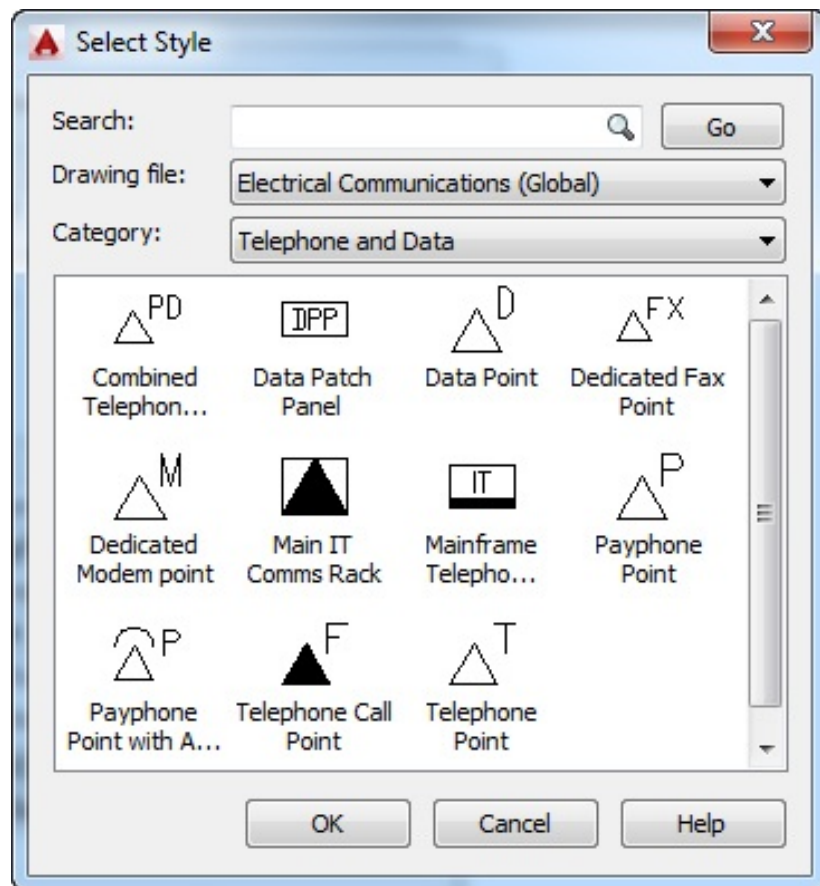 Select Style
Search:
Go
Drawing file:
Electrical Communications (Global)
Category:
Telephone and Data
PD
DPP
D
FX
Combined
Telephon...
Data Patch
Panel
Data Point
Dedicated Fax
Point
M
IT
P
Dedicated
Modem point
Main IT
Comms Rack
Mainframe
Telepho...
Payphone
Point
P
F
T
Payphone
Point with A...
Telephone Call
Point
Telephone
Point
OK
Cancel
Help